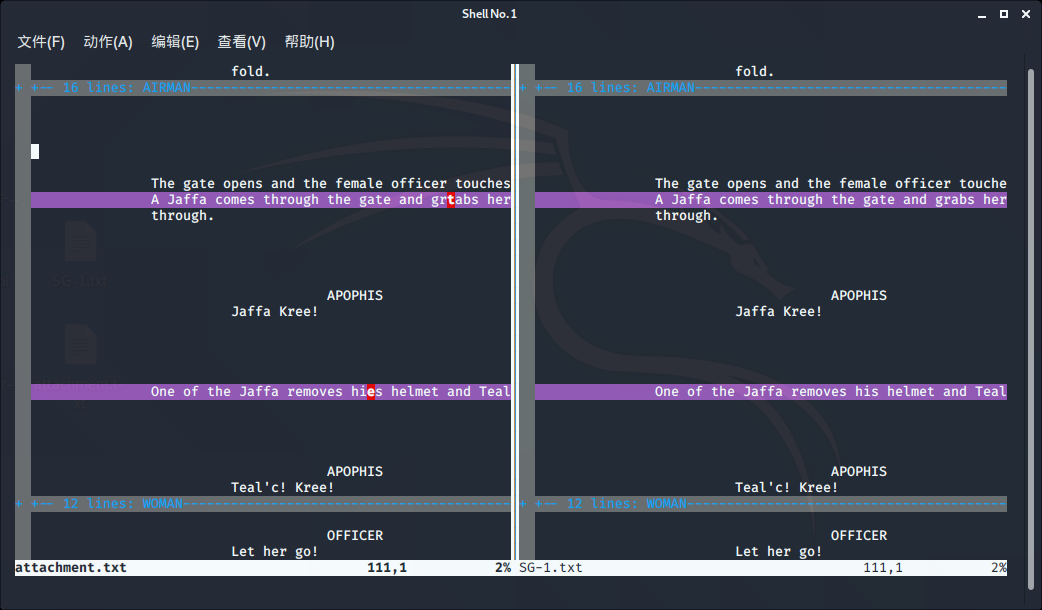 Shell No. 1
文件(F) 动作(A) 编辑(E) 查看(V) 帮助(H)
fold. fold.
+ +-- 16 lines: AIRMAN + +-- 16 lines: AIRMAN
The gate opens and the female officer touches The gate opens and the female officer touche
A Jaffa comes through the gate and grtabs her A Jaffa comes through the gate and grabs her
through. through.
APOPHIS APOPHIS
Jaffa Kree! Jaffa Kree!
One of the Jaffa removes hies helmet and Teal One of the Jaffa removes his helmet and Teal
APOPHIS APOPHIS
Teal'c! Kree! Teal'c! Kree!
+ +-- 12 lines: WOMAN + +-- 12 lines: WOMAN
OFFICER OFFICER
Let her go! Let her go!
attachment.txt 111,1 2% SG-1.txt 111,1 2%